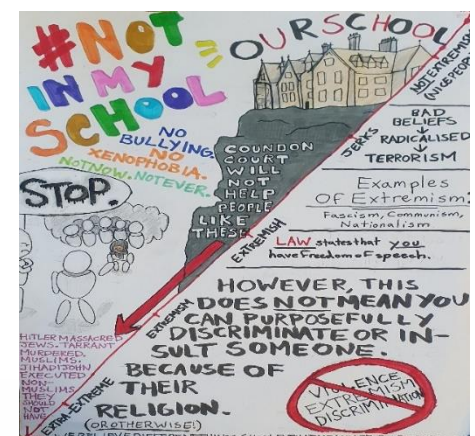 #NOT
IN MY
SCHOOL
NO
BULLYING.
NO
XENOPHOBIA.
NOT NOW. NOT EVER.
STOP.
OUR SCHOOL
COUNDON
COURT
WILL
NOT
HELP
PEOPLE
LIKE
THESE
NOT EXTREMISM
(NICE PEOPLE)
JERKS
EXTREMISM
EXTREMISM
EXTRA-EXTREME
BAD
BELIEFS
RADICALISED
TERRORISM
Examples
Of Extremism:
Fascism, Communism,
Nationalism
LAW states that you
have freedom of speech.
HOWEVER, THIS
DOES NOT MEAN YOU
CAN PURPOSEFULLY
DISCRIMINATE OR IN-
SULT SOMEONE.
BECAUSE OF
THEIR
RELIGION.
(OR OTHERWISE!)
VIOLENCE
EXTREMISM
DISCRIMINATION
HITLER MASSACRED
JEWS. TARRANT
MURDERED
MUSLIMS.
JIHADI JOHN
EXECUTED
NON-
MUSLIMS.
THEY
SHOULD
NOT
HAVE